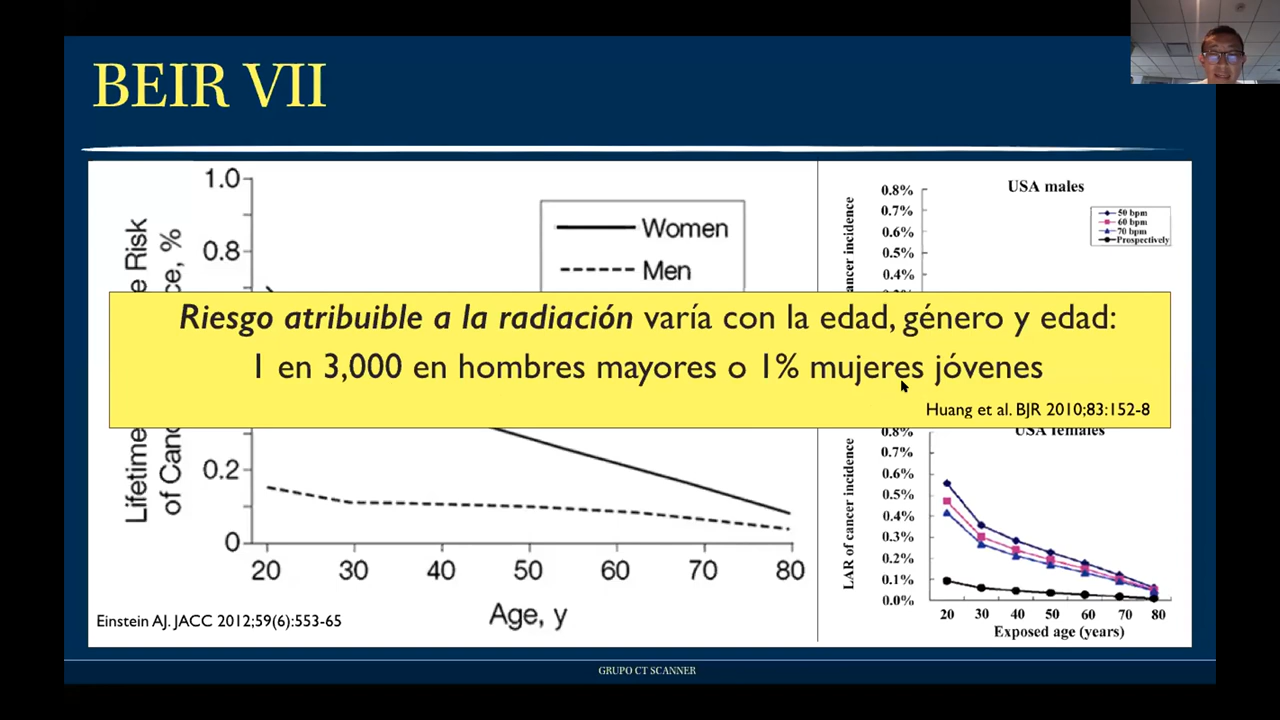 BEIR VII
1.0
0.8
0.2
0
20 30 40 50 60 70 80
Age, y
Women
Men
Lifetime
e Risk
of Canc
ce, %
Riesgo atribuible a la radiación varía con la edad, género y edad:
1 en 3,000 en hombres mayores o 1% mujeres jóvenes
Huang et al. BJR 2010;83:152-8
Einstein AJ. JACC 2012;59(6):553-65
USA males
0.8%
0.7%
0.6%
0.5%
0.4%
ancer incidence
50 bpm
60 bpm
70 bpm
Prospectively
USA females
0.8%
0.7%
0.6%
0.5%
0.4%
0.3%
0.2%
0.1%
0.0%
LAR of cancer incidence
20 30 40 50 60 70 80
Exposed age (years)
GRUPO CT SCANNER